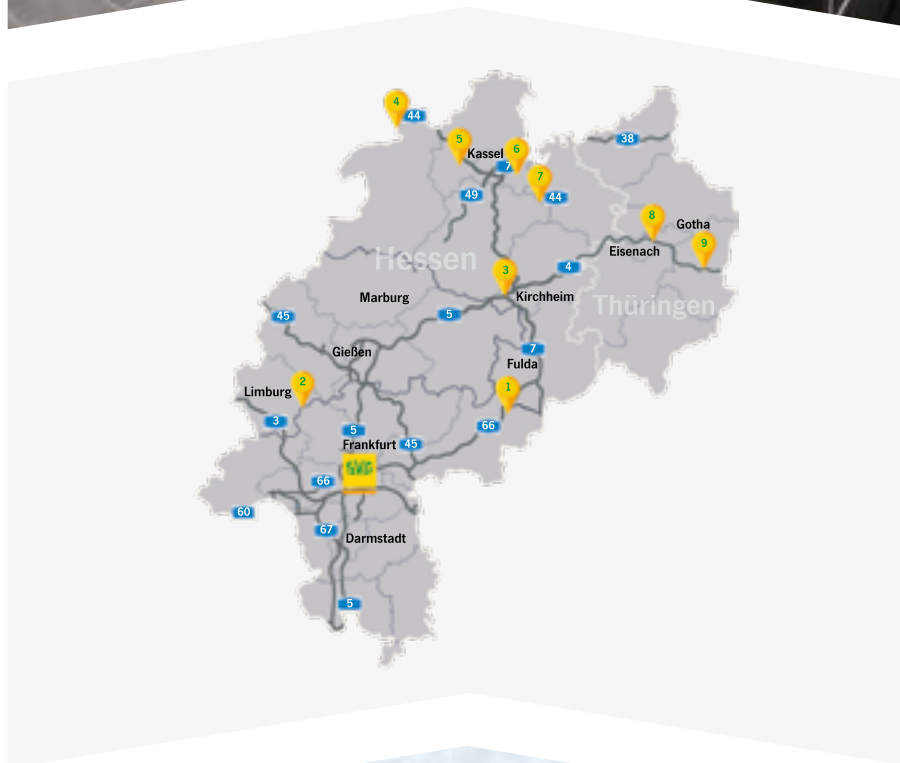 4
44
5
Kassel
6
7
38
7
49
44
8
Gotha
9
Eisenach
Hessen
3
4
Kirchheim
Thüringen
Marburg
5
45
Gießen
7
Fulda
2
Limburg
1
3
66
5
Frankfurt
45
66
60
67
Darmstadt
5